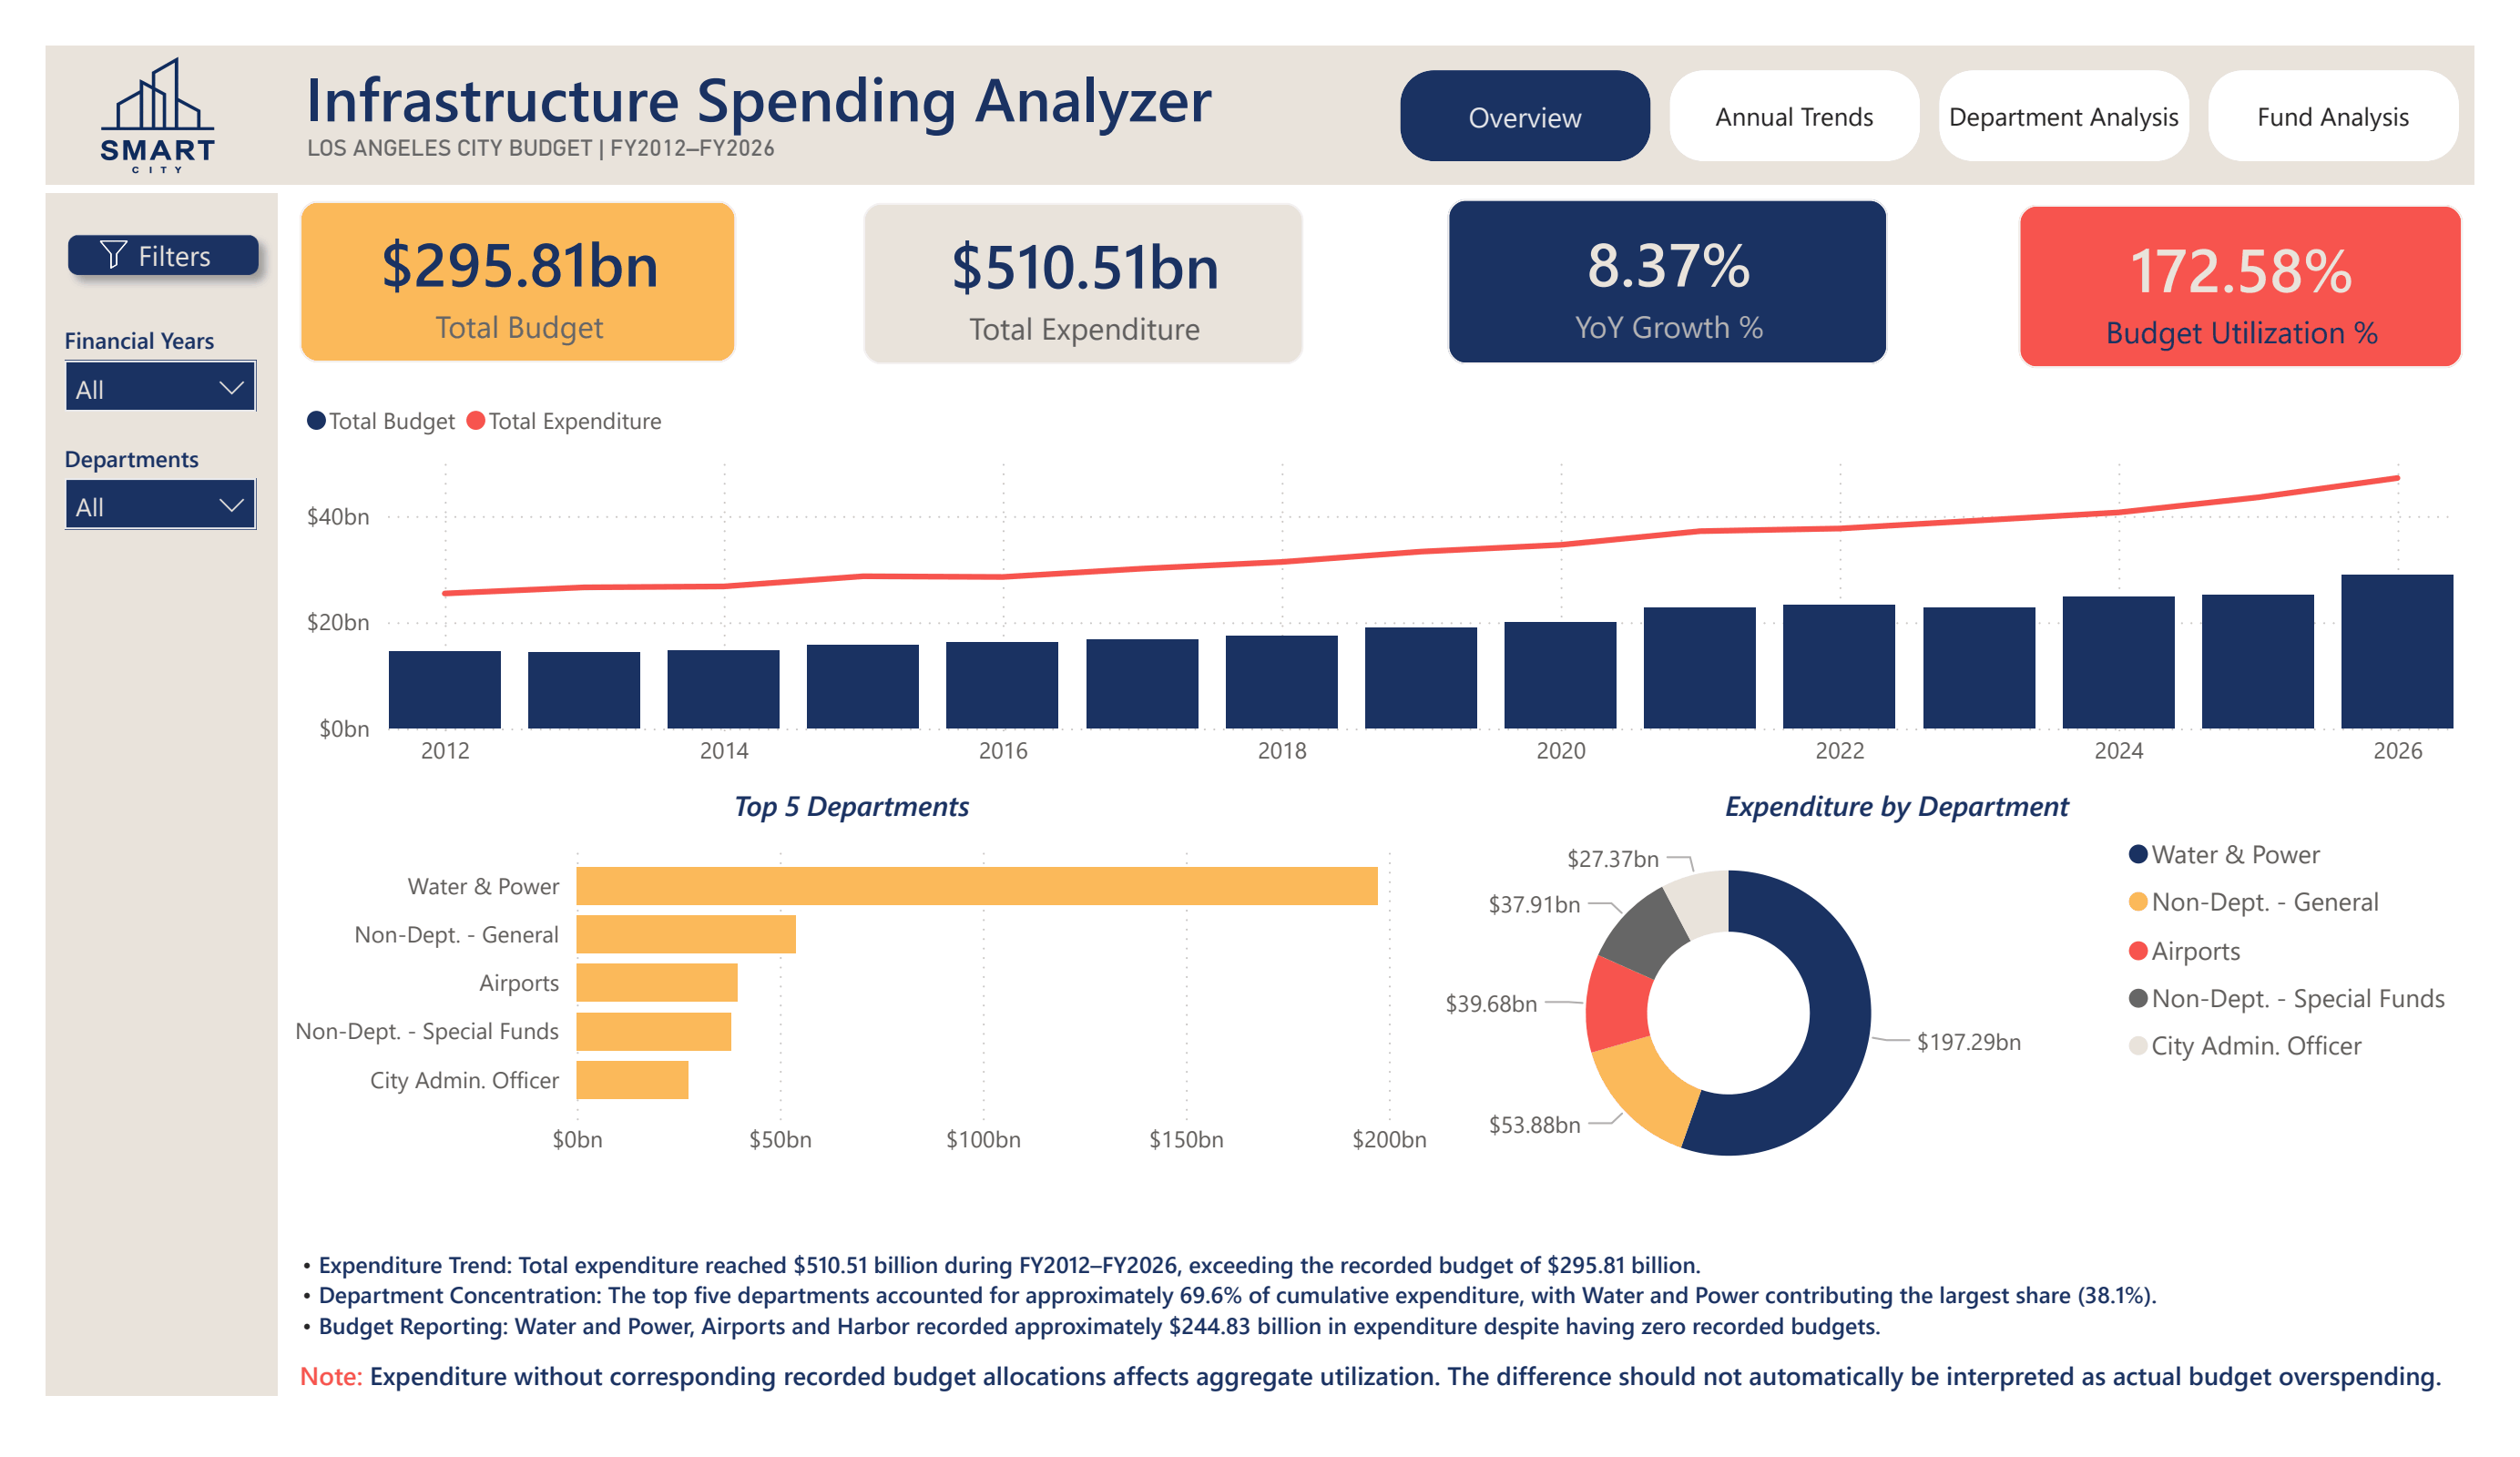 SMART
CITY
Infrastructure Spending Analyzer
LOS ANGELES CITY BUDGET | FY2012–FY2026
Overview
Annual Trends
Department Analysis
Fund Analysis
Filters
Financial Years
All
Departments
All
$295.81bn
Total Budget
$510.51bn
Total Expenditure
8.37%
YoY Growth %
172.58%
Budget Utilization %
Total Budget
Total Expenditure
$40bn
$20bn
$0bn
2012
2014
2016
2018
2020
2022
2024
2026
Top 5 Departments
Water & Power
Non-Dept. - General
Airports
Non-Dept. - Special Funds
City Admin. Officer
$0bn
$50bn
$100bn
$150bn
$200bn
Expenditure by Department
$27.37bn
$37.91bn
$39.68bn
$53.88bn
$197.29bn
Water & Power
Non-Dept. - General
Airports
Non-Dept. - Special Funds
City Admin. Officer
• Expenditure Trend: Total expenditure reached $510.51 billion during FY2012–FY2026, exceeding the recorded budget of $295.81 billion.
• Department Concentration: The top five departments accounted for approximately 69.6% of cumulative expenditure, with Water and Power contributing the largest share (38.1%).
• Budget Reporting: Water and Power, Airports and Harbor recorded approximately $244.83 billion in expenditure despite having zero recorded budgets.
Note: Expenditure without corresponding recorded budget allocations affects aggregate utilization. The difference should not automatically be interpreted as actual budget overspending.